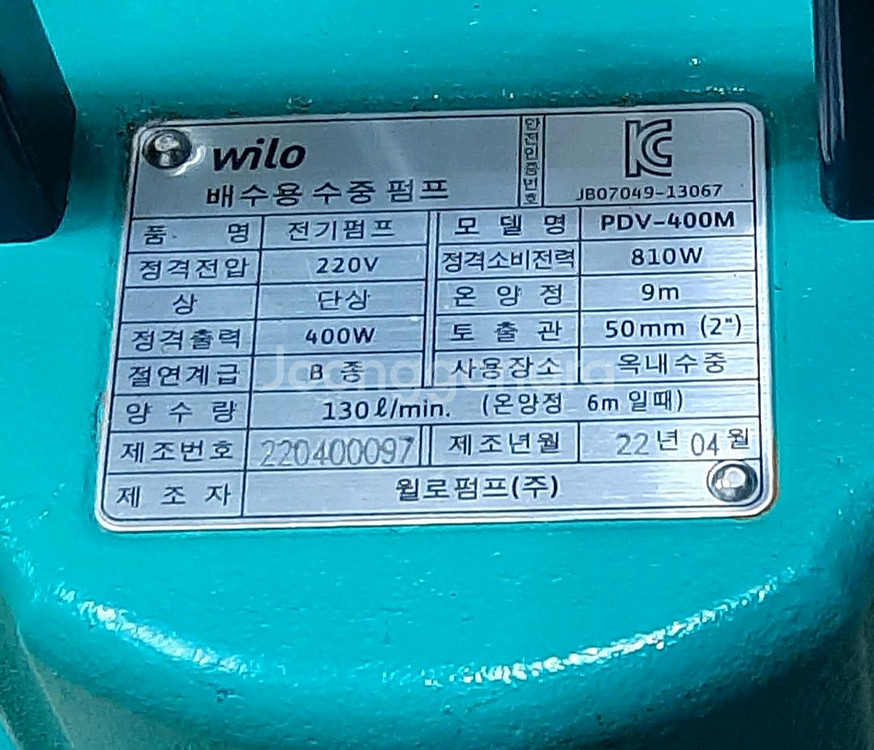 wilo
배수용 수중 펌프
안전인증번호
JB07049-13067
품 명 전기펌프 모 델 명 PDV-400M
정격전압 220V 정격소비전력 810W
상 단상 온 양 정 9m
정격출력 400W 토 출 관 50mm (2")
절연계급 B 종 사용장소 옥내수중
양 수 량 130ℓ/min. (온양정 6m 일때)
제조번호 220400097 제조년월 22년 04월
제 조 자 윌로펌프(주)
Joonggonara